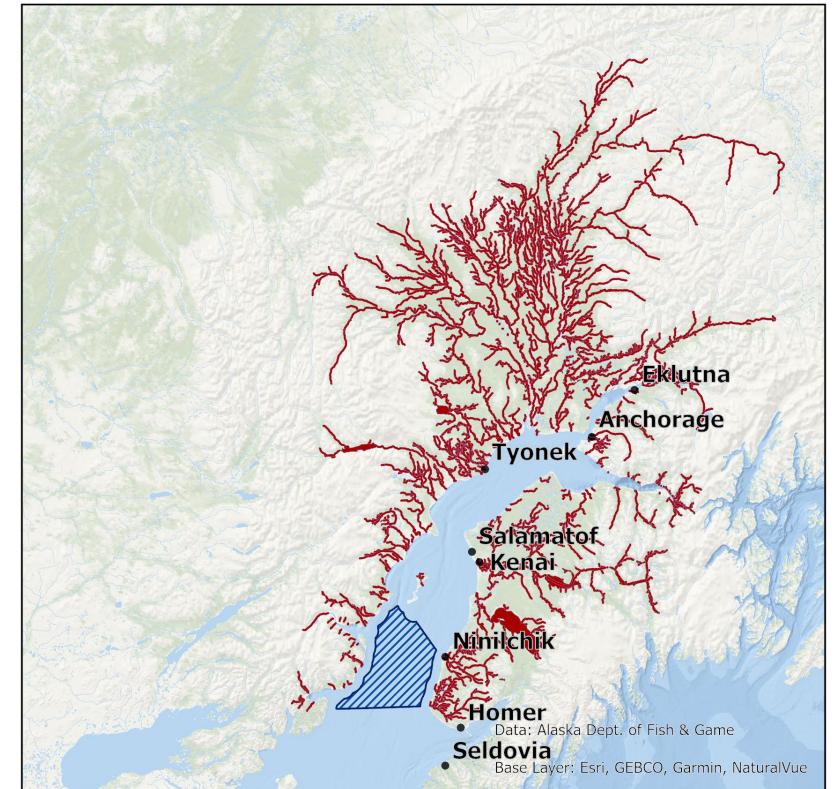 Eklutna
Anchorage
Tyonek
Salamatof
Kenai
Ninilchik
Homer
Data: Alaska Dept. of Fish & Game
Seldovia
Base Layer: Esri, GEBCO, Garmin, NaturalVue